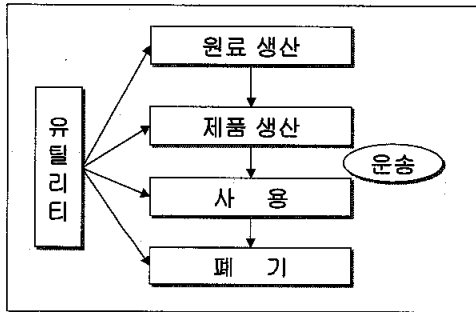 원료 생산
제품 생산
유틸리티
운송
사 용
폐 기